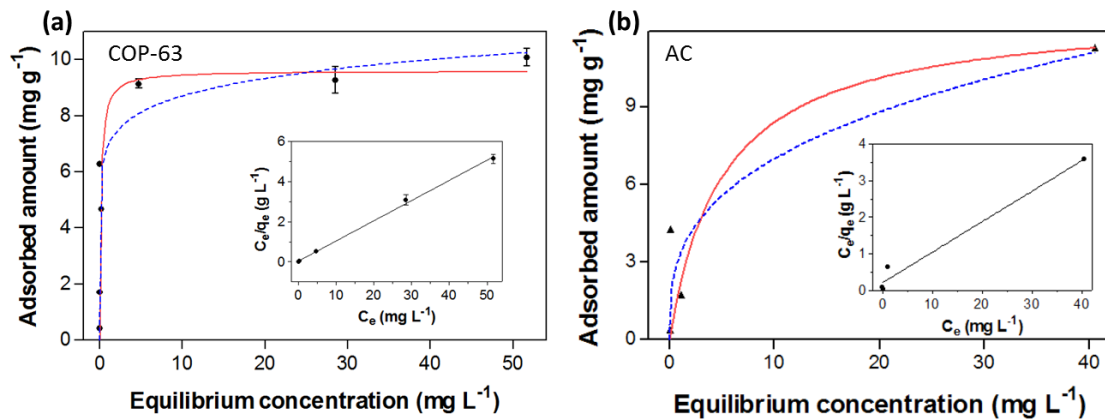 (a)
COP-63
Adsorbed amount (mg g⁻¹)
10
8
6
4
2
0
0 10 20 30 40 50
Equilibrium concentration (mg L⁻¹)
Cₑ/qₑ (g L⁻¹)
6
4
2
0
0 10 20 30 40 50
Cₑ (mg L⁻¹)
(b)
AC
Adsorbed amount (mg g⁻¹)
9
6
3
0
0 10 20 30 40
Equilibrium concentration (mg L⁻¹)
Cₑ/qₑ (g L⁻¹)
4
3
2
1
0
0 10 20 30 40
Cₑ (mg L⁻¹)